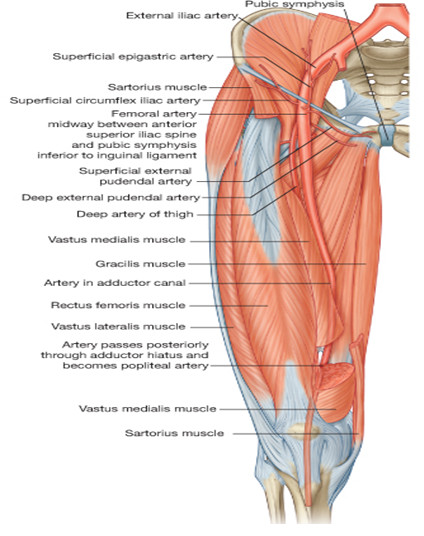 Pubic symphysis
External iliac artery
Superficial epigastric artery
Sartorius muscle
Superficial circumflex iliac artery
Femoral artery
midway between anterior
superior iliac spine
and pubic symphysis
inferior to inguinal ligament
Superficial external
pudendal artery
Deep external pudendal artery
Deep artery of thigh
Vastus medialis muscle
Gracilis muscle
Artery in adductor canal
Rectus femoris muscle
Vastus lateralis muscle
Artery passes posteriorly
through adductor hiatus and
becomes popliteal artery
Vastus medialis muscle
Sartorius muscle